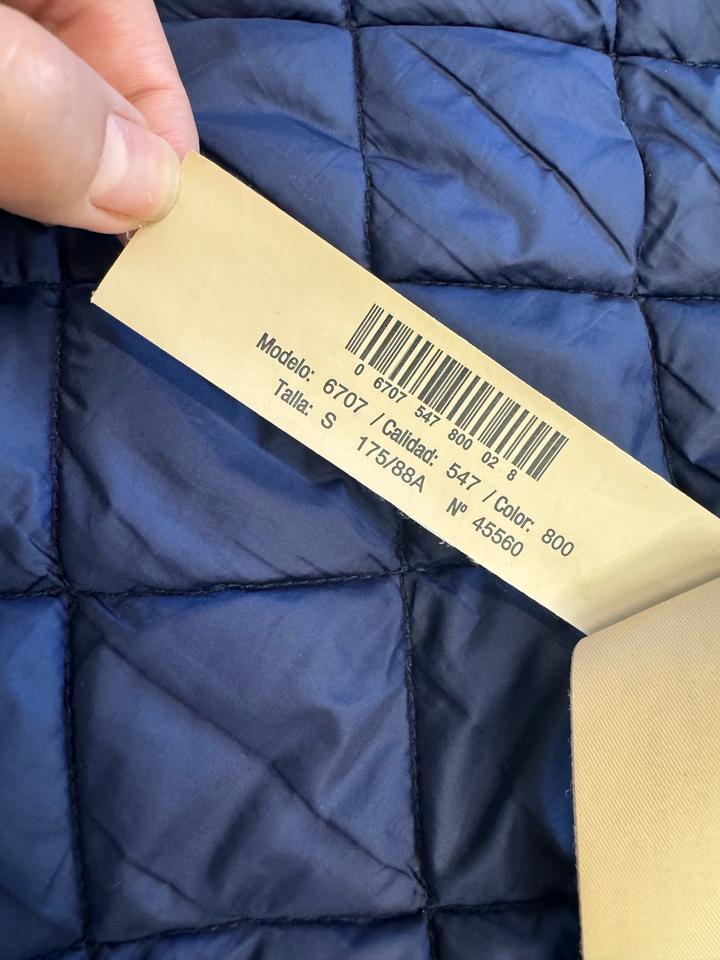 0 6707 547 800 02 8
Modelo: 6707 / Calidad: 547 / Color: 800
Talla: S 175/88A Nº 45560